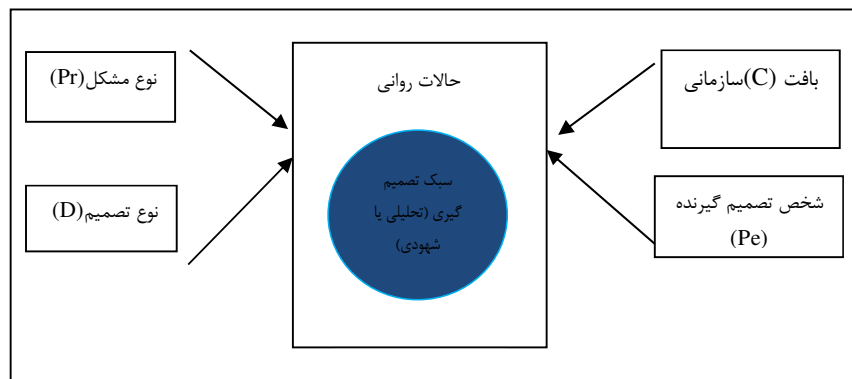 بافت (C)سازمانی
شخص تصمیم گیرنده
(Pe)
حالات روانی
سبک تصمیم
گیری (تحلیلی یا
شهودی)
نوع مشکل(Pr)
نوع تصمیم(D)